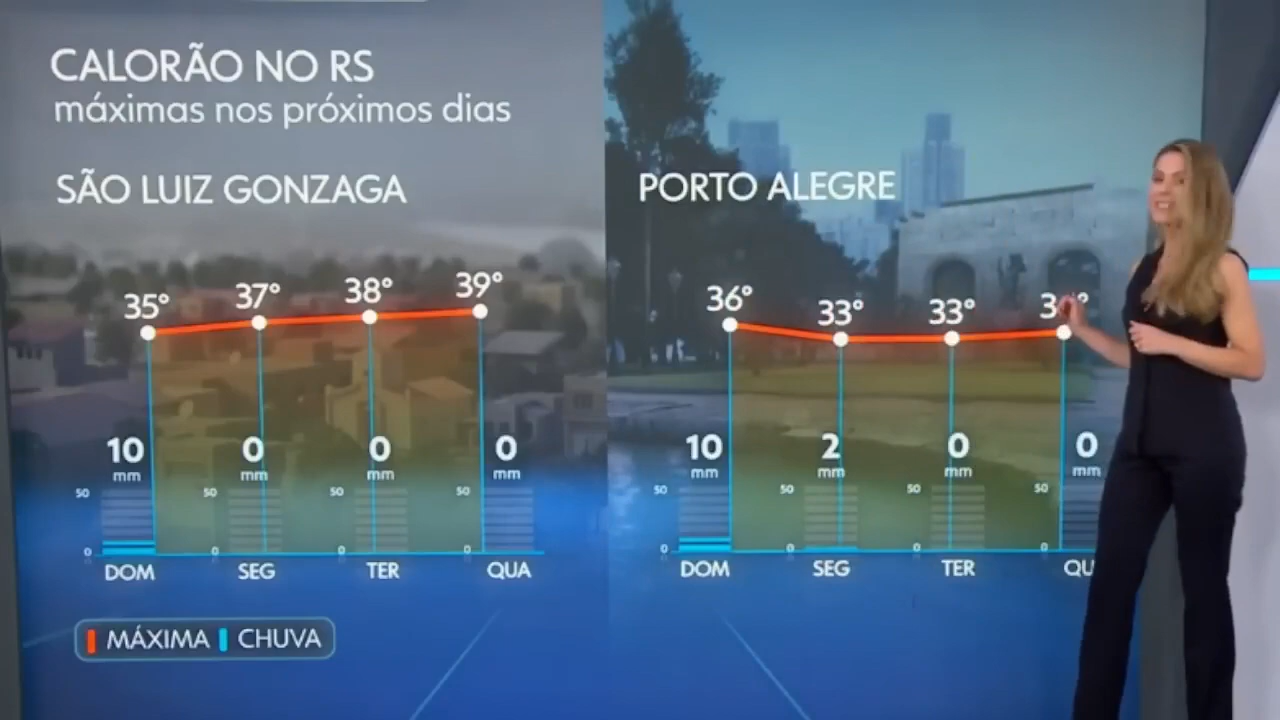 CALORÃO NO RS
máximas nos próximos dias
SÃO LUIZ GONZAGA
35° 37° 38° 39°
10 mm 0 mm 0 mm 0 mm
50 50 50 50
0 0 0 0
DOM SEG TER QUA
MÁXIMA CHUVA
PORTO ALEGRE
36° 33° 33°
10 mm 2 mm 0 mm 0 mm
50 50 50 50
0 0 0 0
DOM SEG TER